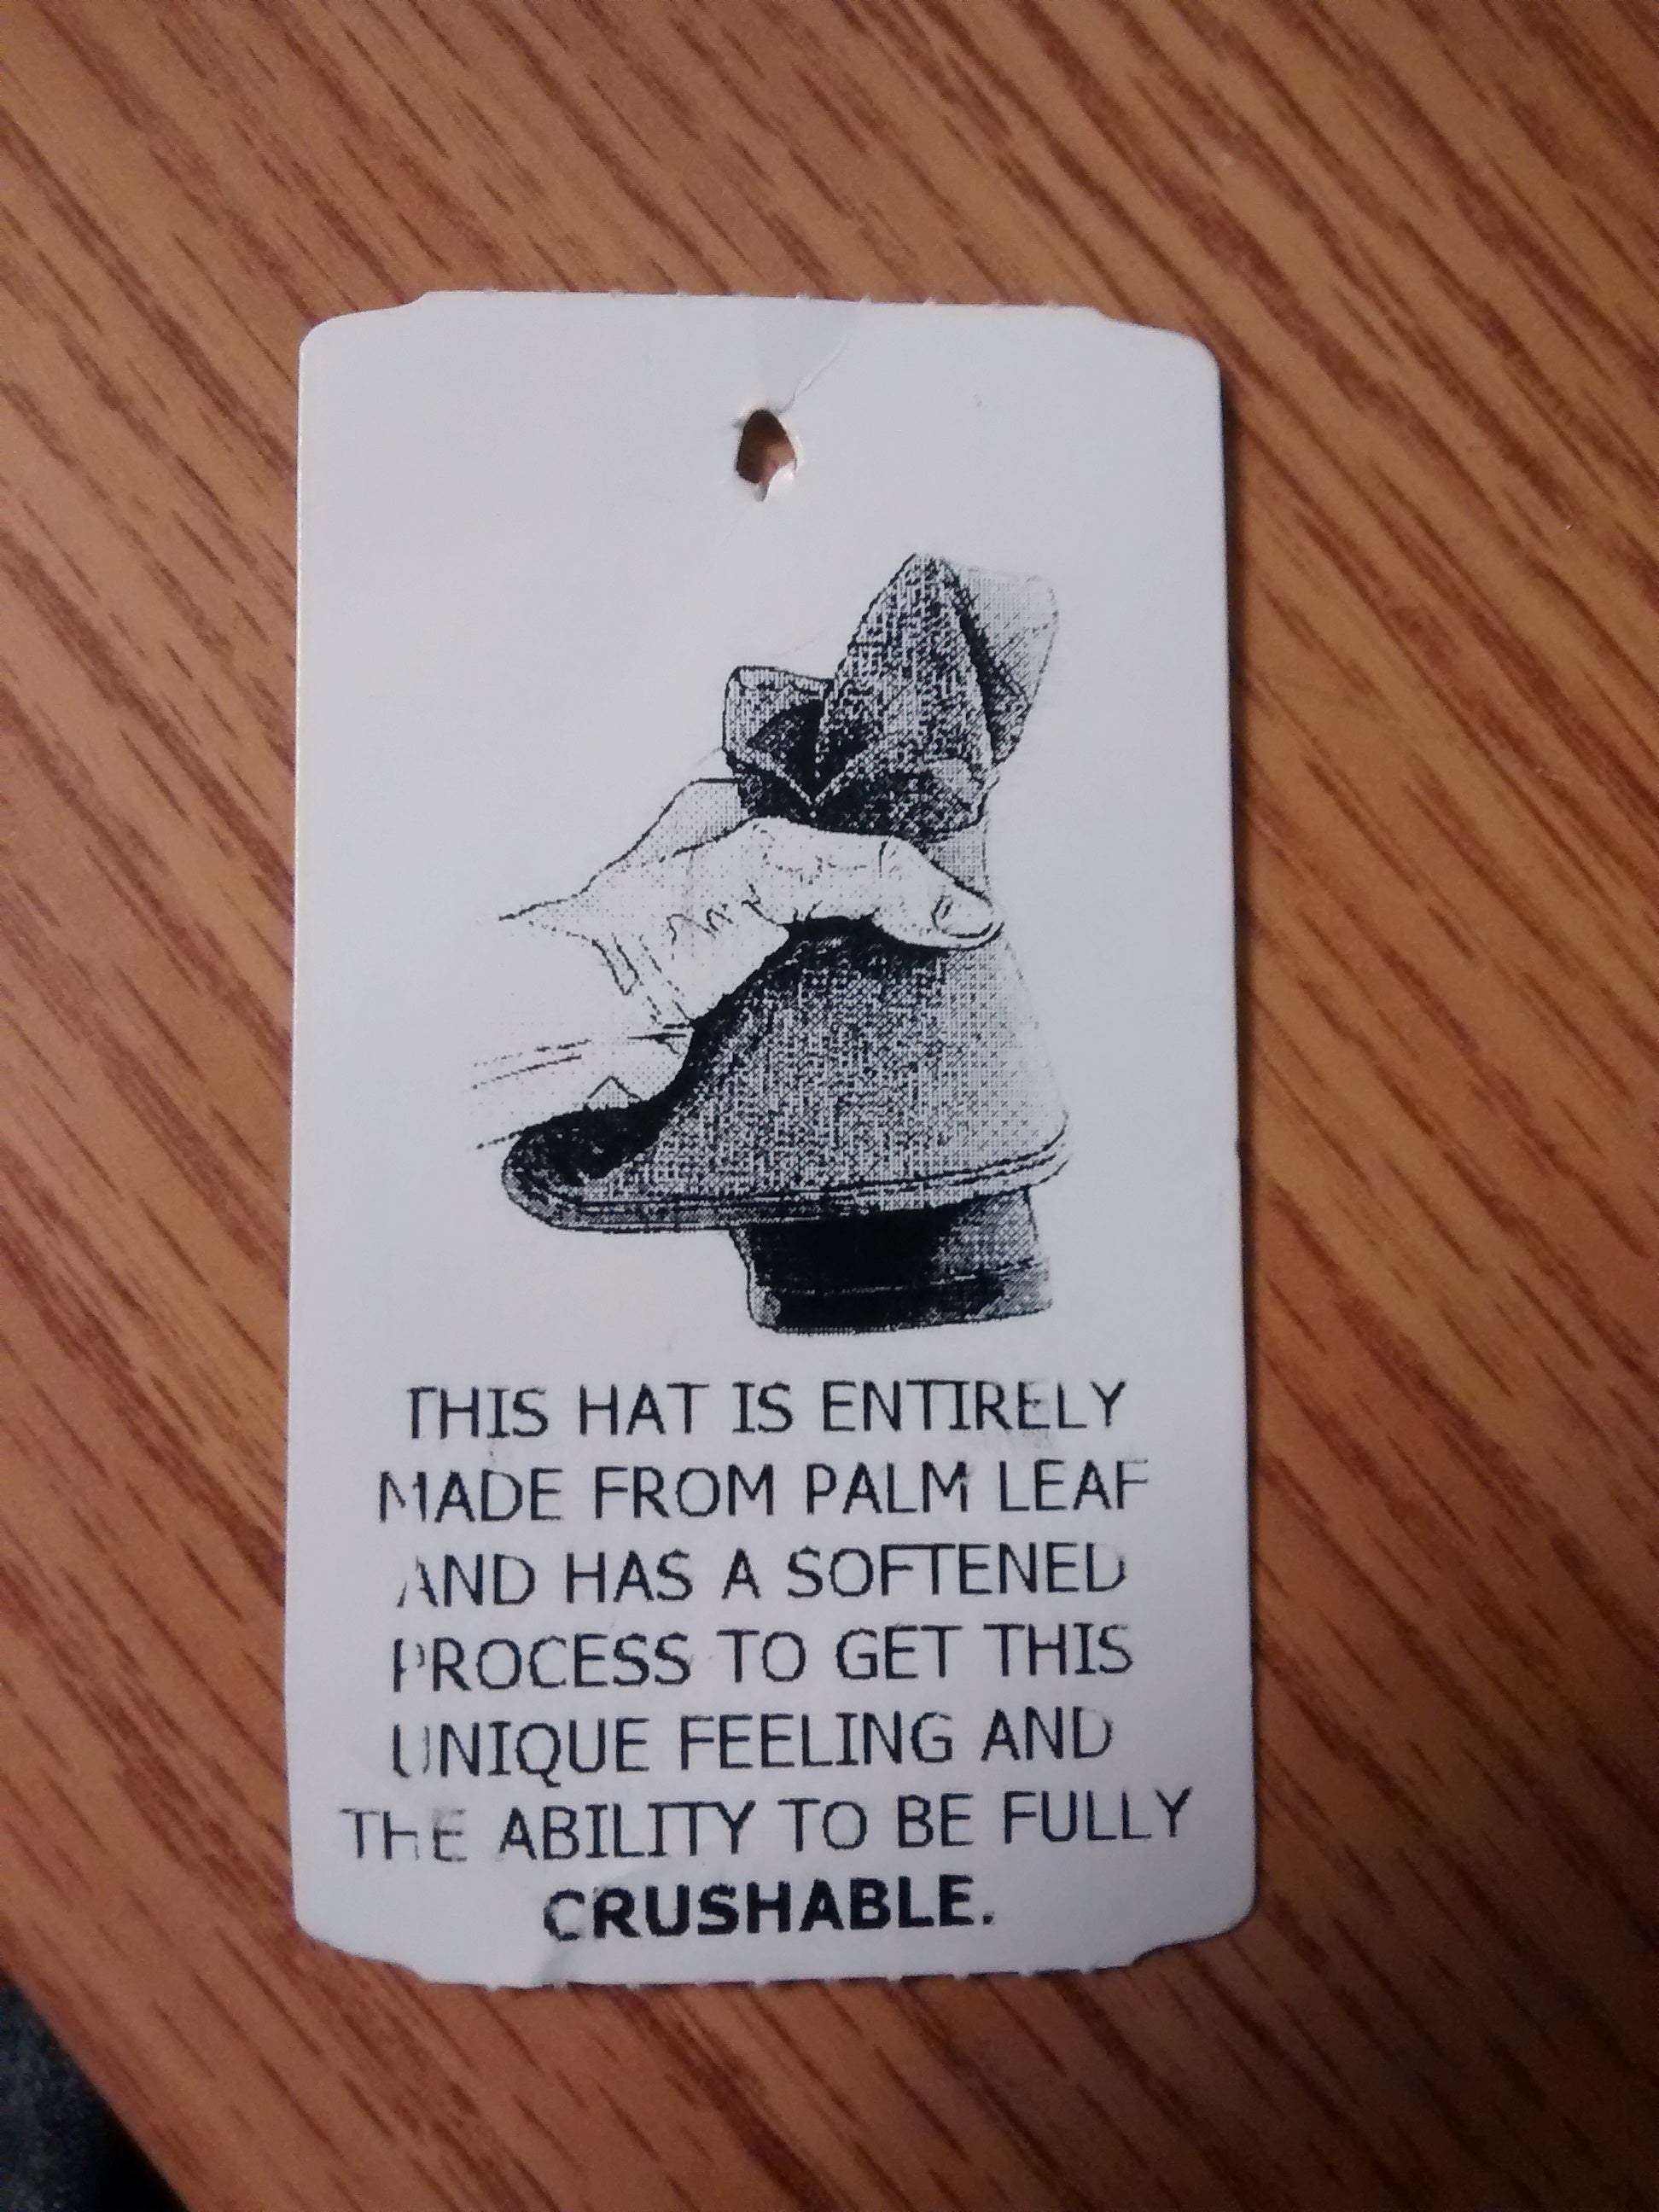 THIS HAT IS ENTIRELY
MADE FROM PALM LEAF
AND HAS A SOFTENED
PROCESS TO GET THIS
UNIQUE FEELING AND
THE ABILITY TO BE FULLY
CRUSHABLE.